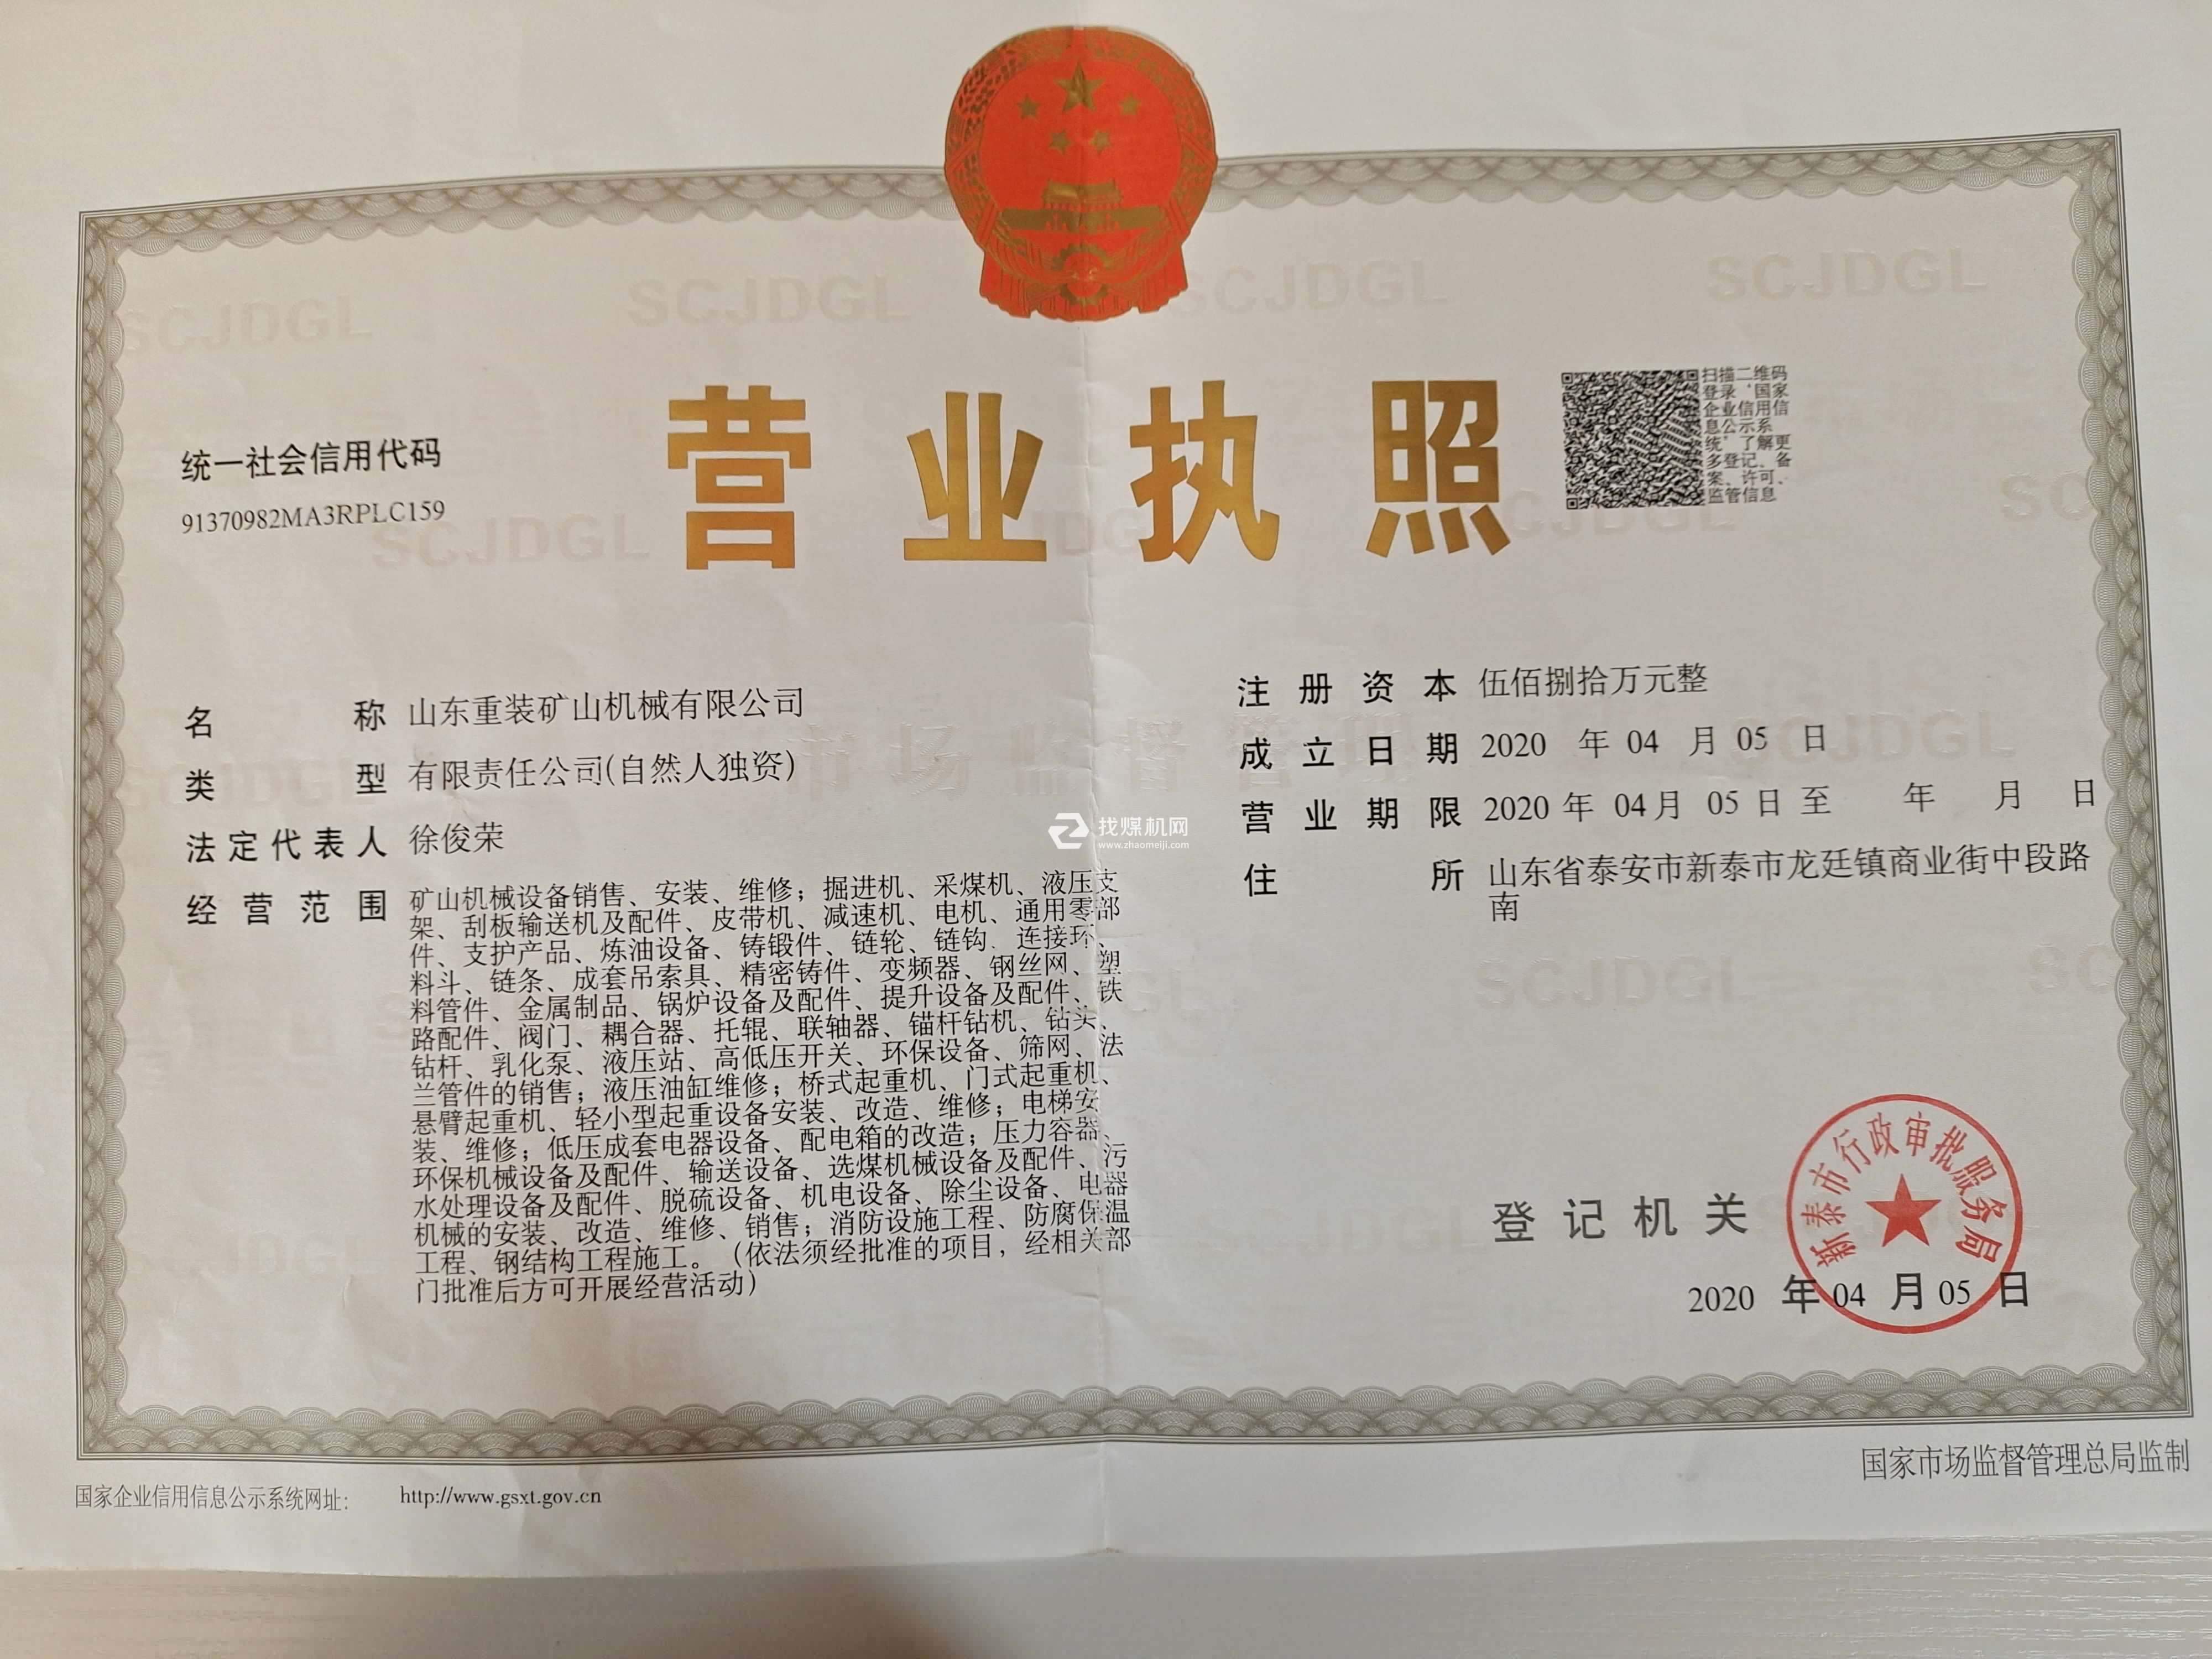 营业执照
扫描二维码
登录‘国家
企业信用信
息公示系
统’了解更
多登记、备
案、许可、
监管信息
统一社会信用代码
91370982MA3RPLC159
名称 山东重装矿山机械有限公司
类型 有限责任公司(自然人独资)
法定代表人 徐俊荣
经营范围 矿山机械设备销售、安装、维修；掘进机、采煤机、液压支
架、刮板输送机及配件、皮带机、减速机、电机、通用零部
件、支护产品、炼油设备、铸锻件、链轮、链钩、连接环、
料斗、链条、成套吊索具、精密铸件、变频器、钢丝网、塑
料管件、金属制品、锅炉设备及配件、提升设备及配件、铁
路配件、阀门、耦合器、托辊、联轴器、锚杆钻机、钻头、
钻杆、乳化泵、液压站、高低压开关、环保设备、筛网、法
兰管件的销售；液压油缸维修；桥式起重机、门式起重机、
悬臂起重机、轻小型起重设备安装、改造、维修；电梯安
装、维修；低压成套电器设备、配电箱的改造；压力容器、
环保机械设备及配件、输送设备、选煤机械设备及配件、污
水处理设备及配件、脱硫设备、机电设备、除尘设备、电器
机械的安装、改造、维修、销售；消防设施工程、防腐保温
工程、钢结构工程施工。（依法须经批准的项目，经相关部
门批准后方可开展经营活动）
注册资本 伍佰捌拾万元整
成立日期 2020 年 04 月 05 日
营业期限 2020 年 04 月 05 日 至 年 月 日
住所 山东省泰安市新泰市龙廷镇商业街中段路
南
找煤机网
www.zhaomeiji.com
登记机关
新泰市行政审批服务局
2020 年 04 月 05 日
国家企业信用信息公示系统网址： http://www.gsxt.gov.cn
国家市场监督管理总局监制
SCJDGL
SCJDGL
SCJDGL
SCJDGL
市场监督管理